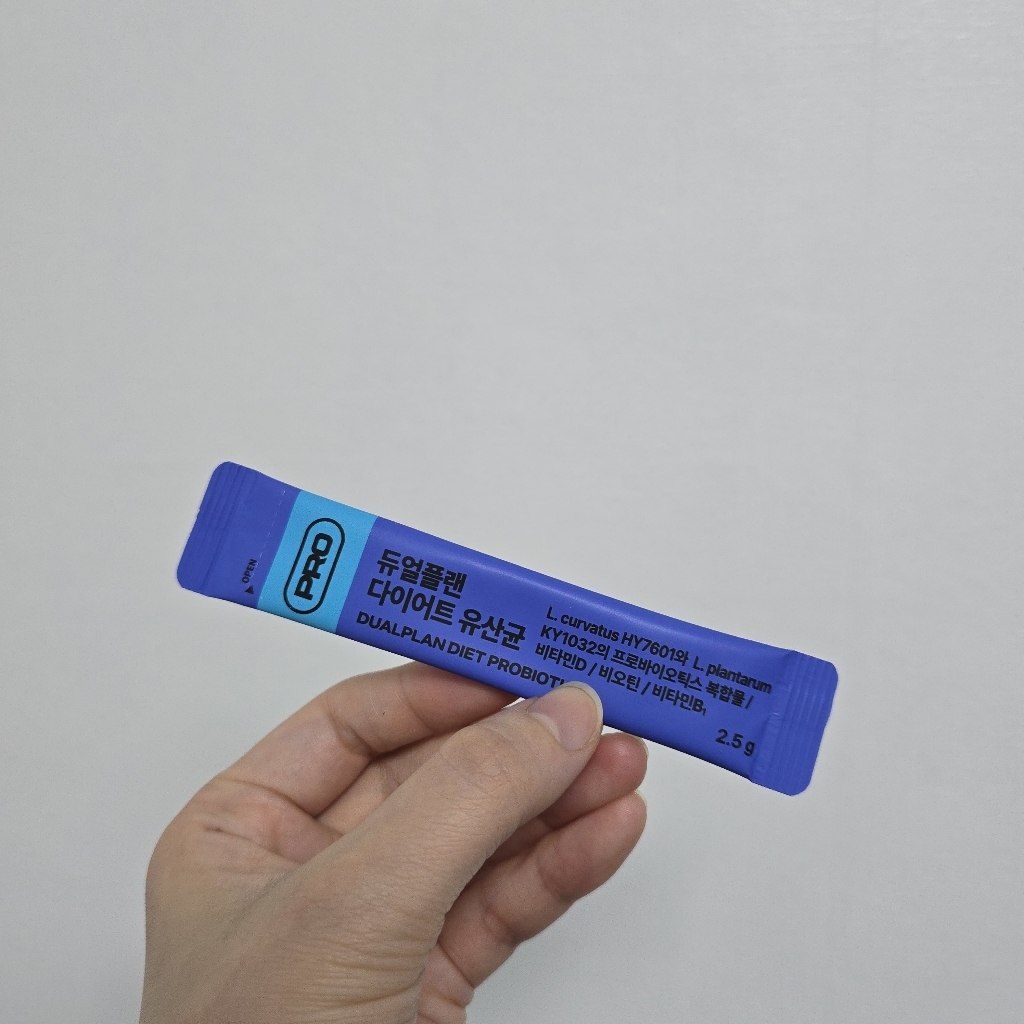 OPEN
PRO
듀얼플랜
다이어트 유산균
DUALPLAN DIET
L. curvatus HY7601와 L. plantarum
KY1032의 프로바이오틱스 복합물 /
비타민D / 비오틴 / 비타민B₁
2.5 g